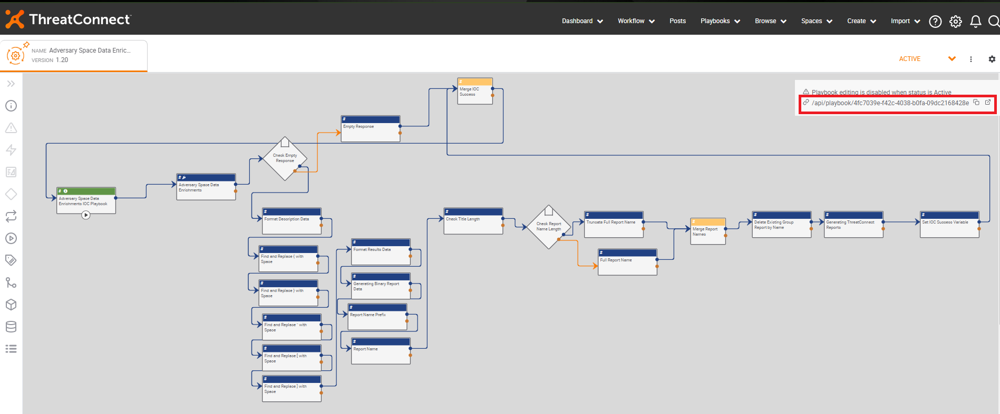 ThreatConnect
Dashboard Workflow Posts Playbooks Browse Spaces Create Import
NAME Adversary Space Data Enric...
VERSION 1.20
ACTIVE
Playbook editing is disabled when status is Active
/api/playbook/4fc7039e-f42c-4038-b0fa-09dc2168428e
#
Merge IOC
Success
#
Empty Response
Check Empty
Response
#
Adversary Space Data
Enrichments
#
Adversary Space Data
Enrichments IOC Playbook
#
Format Description Data
#
Find and Replace { with
Space
#
Find and Replace } with
Space
#
Find and Replace " with
Space
#
Find and Replace [ with
Space
#
Find and Replace ] with
Space
#
Format Results Data
#
Generating Binary Report
Data
#
Report Name Prefix
#
Report Name
#
Check Title Length
Check Report
Name Length
#
Truncate Full Report Name
#
Full Report Name
#
Merge Report
Names
#
Delete Existing Group
Report by Name
#
Generating ThreatConnect
Reports
#
Set IOC Success Variable